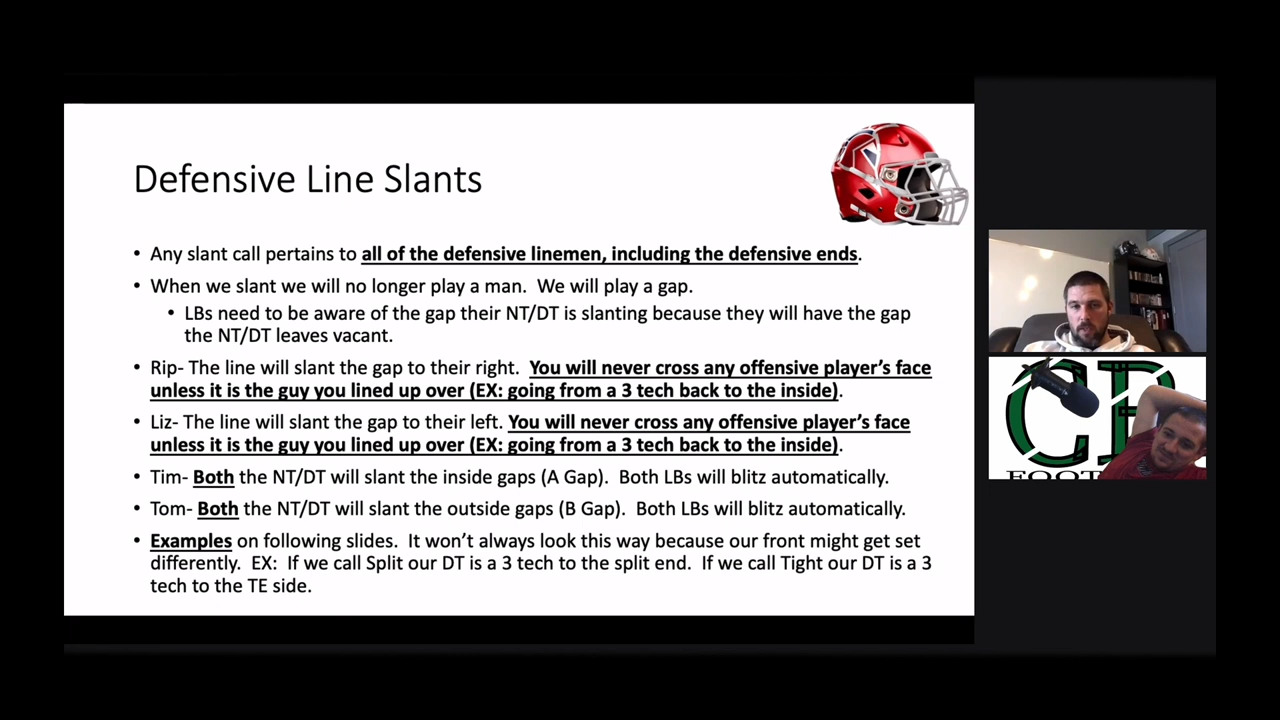 Defensive Line Slants
• Any slant call pertains to all of the defensive linemen, including the defensive ends.
• When we slant we will no longer play a man.  We will play a gap.
• LBs need to be aware of the gap their NT/DT is slanting because they will have the gap
the NT/DT leaves vacant.
• Rip- The line will slant the gap to their right.  You will never cross any offensive player’s face
unless it is the guy you lined up over (EX: going from a 3 tech back to the inside).
• Liz- The line will slant the gap to their left. You will never cross any offensive player’s face
unless it is the guy you lined up over (EX: going from a 3 tech back to the inside).
• Tim- Both the NT/DT will slant the inside gaps (A Gap).  Both LBs will blitz automatically.
• Tom- Both the NT/DT will slant the outside gaps (B Gap).  Both LBs will blitz automatically.
• Examples on following slides.  It won’t always look this way because our front might get set
differently.  EX:  If we call Split our DT is a 3 tech to the split end.  If we call Tight our DT is a 3
tech to the TE side.